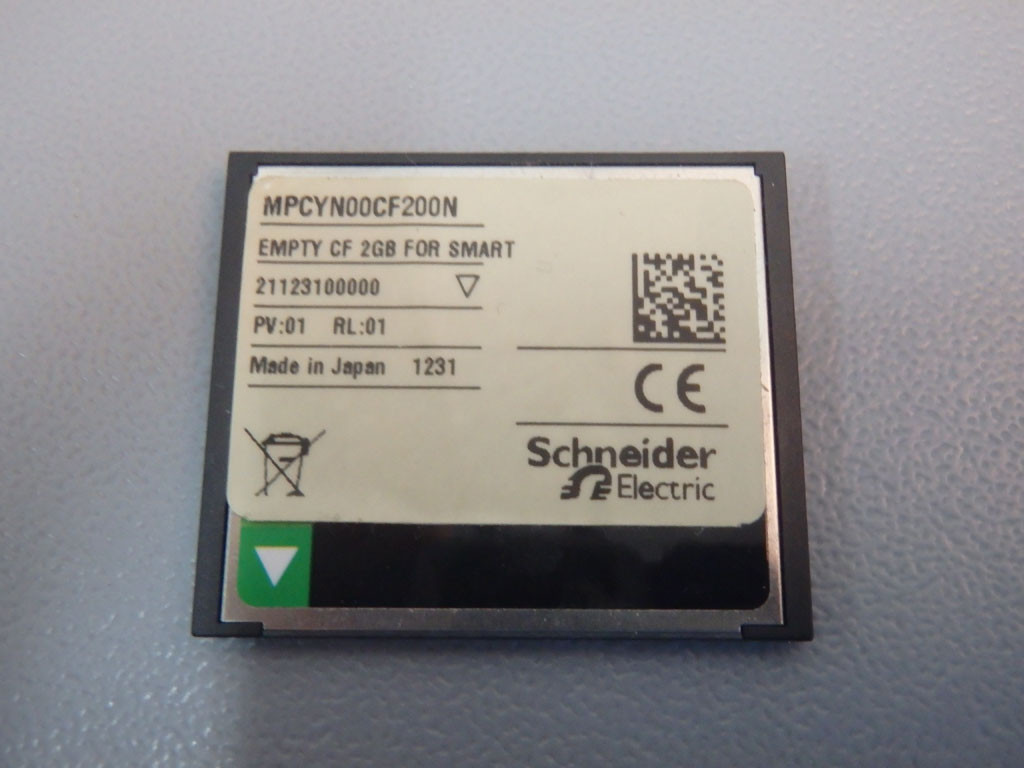 MPCYN00CF200N
EMPTY CF 2GB FOR SMART
21123100000
PV:01 RL:01
Made in Japan 1231
CE
Schneider
Electric